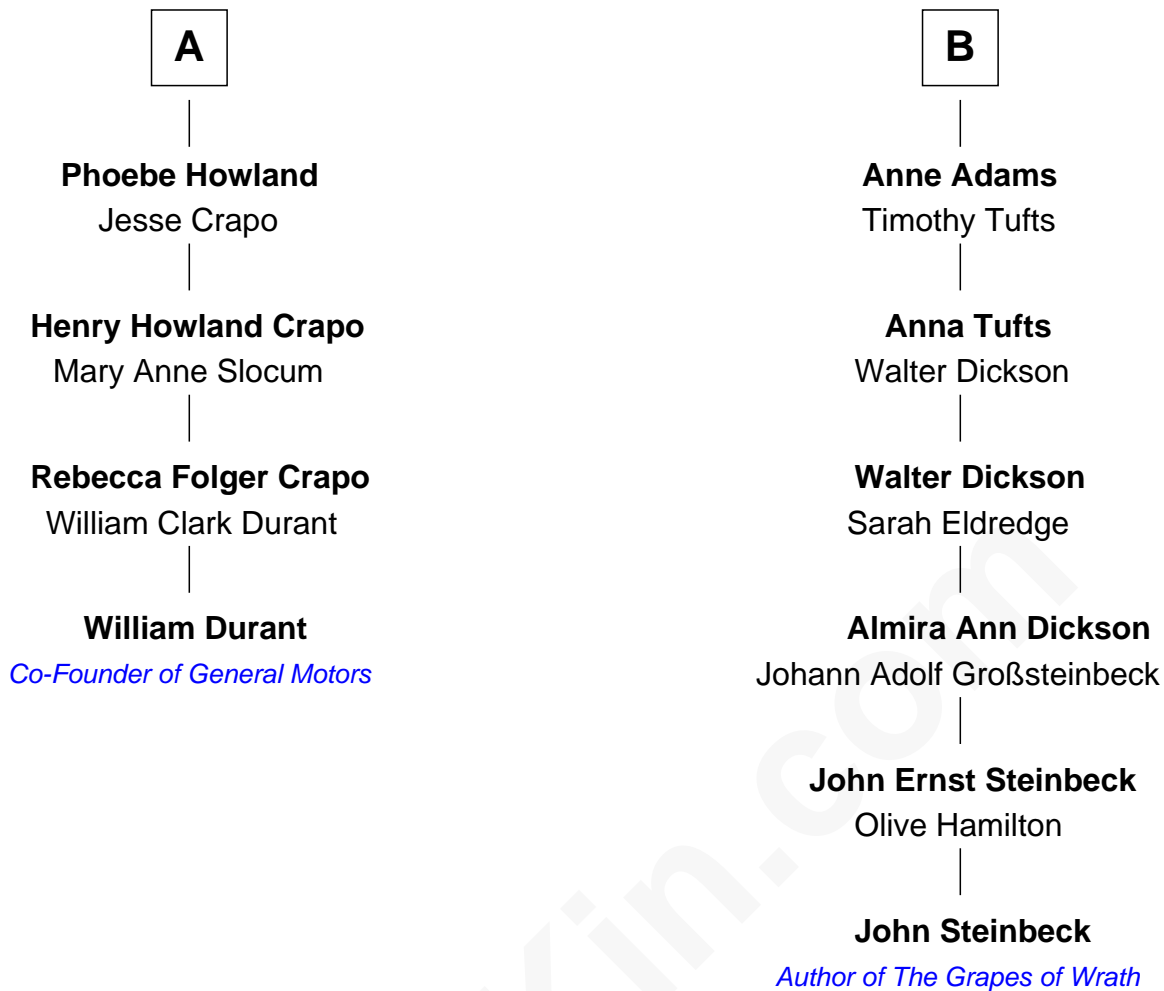 A
Phoebe Howland
Jesse Crapo
Henry Howland Crapo
Mary Anne Slocum
Rebecca Folger Crapo
William Clark Durant
William Durant
Co-Founder of General Motors
B
Anne Adams
Timothy Tufts
Anna Tufts
Walter Dickson
Walter Dickson
Sarah Eldredge
Almira Ann Dickson
Johann Adolf Großsteinbeck
John Ernst Steinbeck
Olive Hamilton
John Steinbeck
Author of The Grapes of Wrath
Kin.com